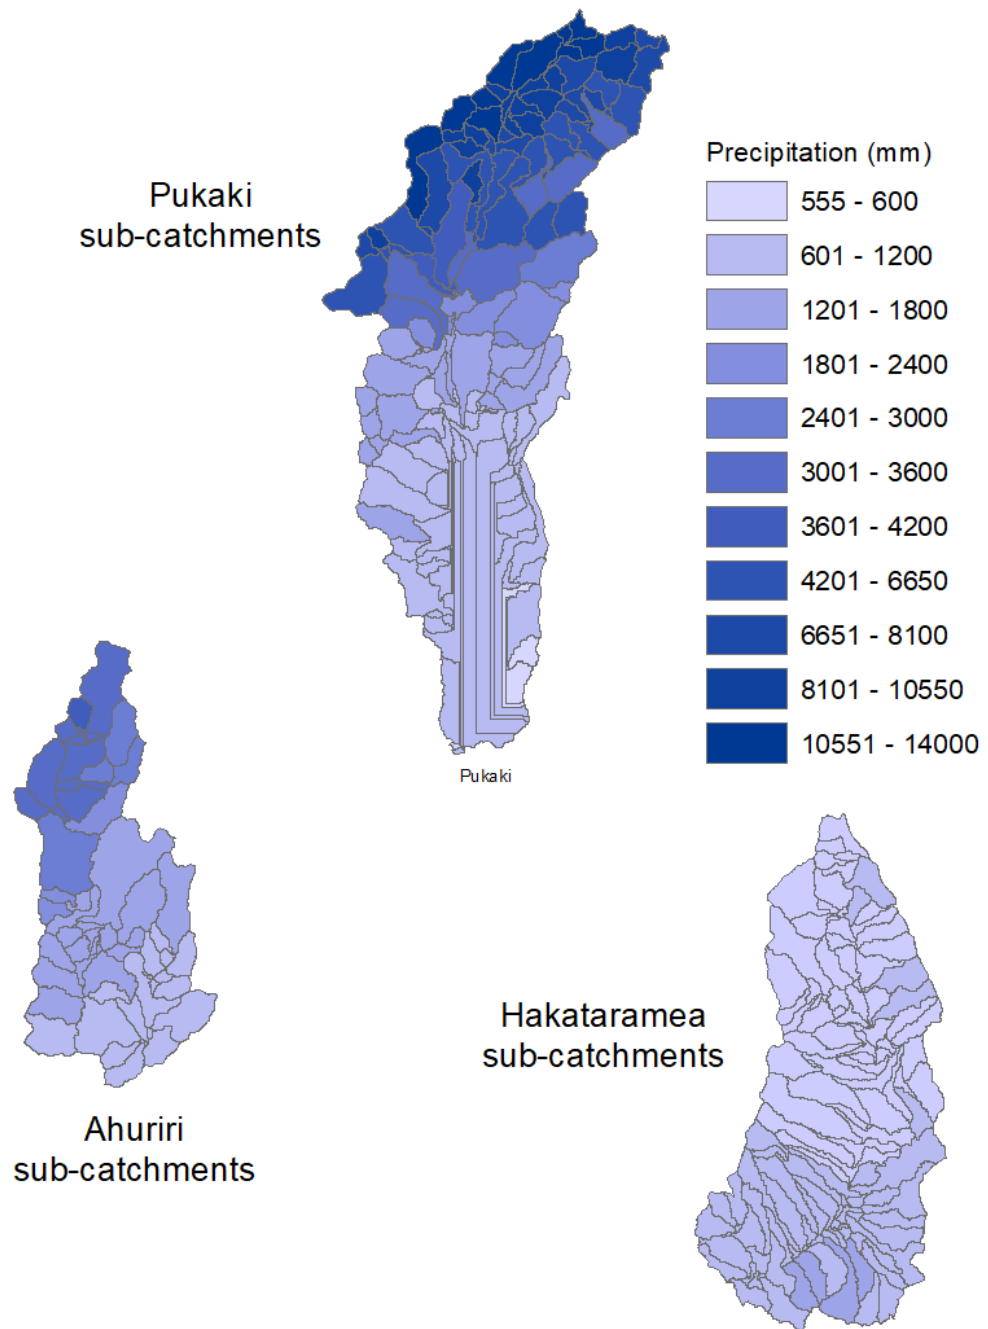 Pukaki
sub-catchments
Precipitation (mm)
555 - 600
601 - 1200
1201 - 1800
1801 - 2400
2401 - 3000
3001 - 3600
3601 - 4200
4201 - 6650
6651 - 8100
8101 - 10550
10551 - 14000
Pukaki
Hakataramea
sub-catchments
Ahuriri
sub-catchments